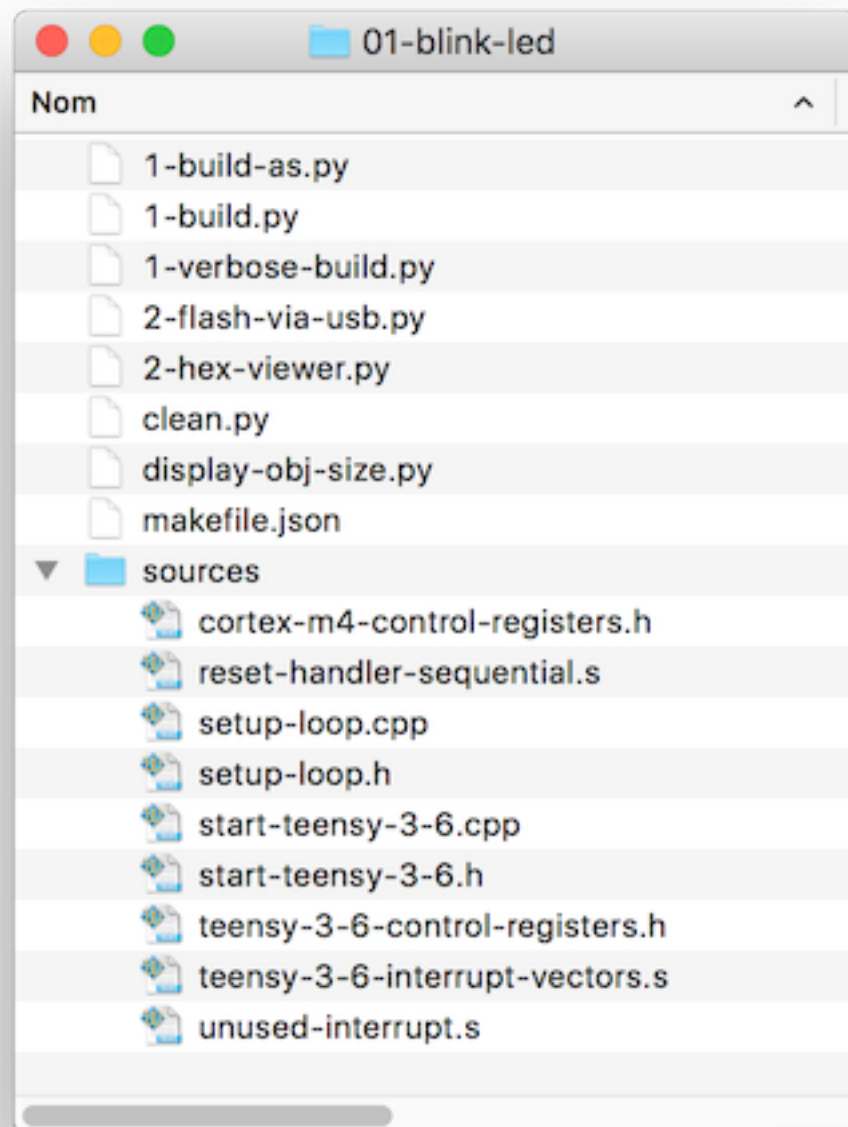 01-blink-led
Nom
1-build-as.py
1-build.py
1-verbose-build.py
2-flash-via-usb.py
2-hex-viewer.py
clean.py
display-obj-size.py
makefile.json
sources
cortex-m4-control-registers.h
reset-handler-sequential.s
setup-loop.cpp
setup-loop.h
start-teensy-3-6.cpp
start-teensy-3-6.h
teensy-3-6-control-registers.h
teensy-3-6-interrupt-vectors.s
unused-interrupt.s